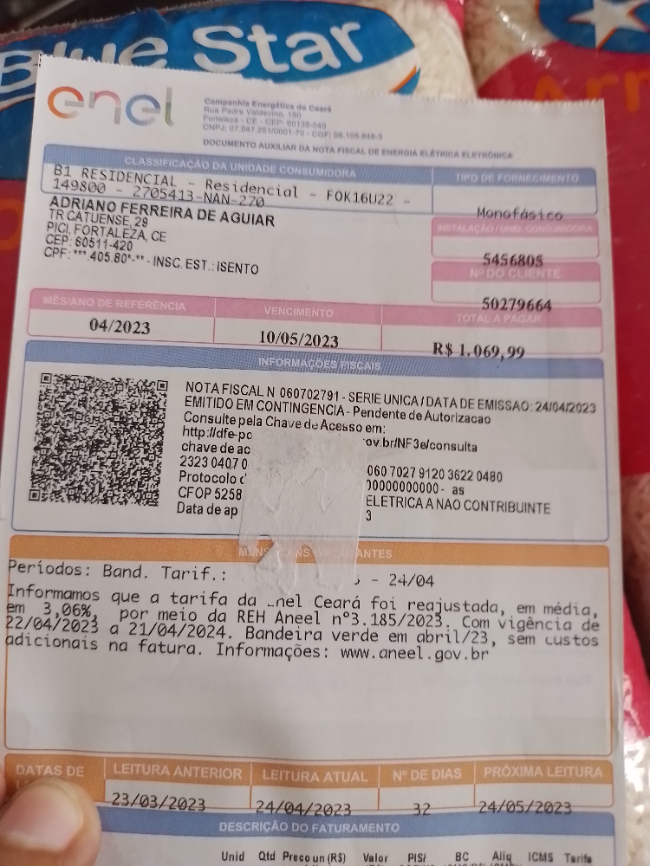 Blue Star
Arm
enel
Companhia Energética do Ceará
Rua Padre Valdevino, 150
Fortaleza - CE - CEP: 60135-040
CNPJ: 07.047.251/0001-70 - CGF: 06.105.848-3
DOCUMENTO AUXILIAR DA NOTA FISCAL DE ENERGIA ELÉTRICA ELETRÔNICA
CLASSIFICAÇÃO DA UNIDADE CONSUMIDORA
TIPO DE FORNECIMENTO
B1 RESIDENCIAL - Residencial - FOK16U22 -
149800 - 2705413-NAN-270
Monofásico
ADRIANO FERREIRA DE AGUIAR
TR CATUENSE, 29
PICI, FORTALEZA, CE
CEP: 60511-420
CPF: ***.405.80*-** - INSC. EST.: ISENTO
INSTALAÇÃO / UNID. CONSUMIDORA
5456805
Nº DO CLIENTE
50279664
MÊS/ANO DE REFERÊNCIA
VENCIMENTO
TOTAL A PAGAR
04/2023
10/05/2023
R$ 1.069,99
INFORMAÇÕES FISCAIS
NOTA FISCAL N 060702791 - SERIE UNICA / DATA DE EMISSAO: 24/04/2023
EMITIDO EM CONTINGENCIA - Pendente de Autorizacao
Consulte pela Chave de Acesso em:
http://dfe-po ov.br/NF3e/consulta
chave de ac
2323 0407 0 060 7027 9120 3622 0480
Protocolo d 00000000000 - as
CFOP 5258 ELETRICA A NAO CONTRIBUINTE
Data de ap 3
MENS IMPORTANTES
Períodos: Band. Tarif.: - 24/04
Informamos que a tarifa da nel Ceará foi reajustada, em média,
em 3,06%, por meio da REH Aneel nº3.185/2023. Com vigência de
22/04/2023 a 21/04/2024. Bandeira verde em abril/23, sem custos
adicionais na fatura. Informações: www.aneel.gov.br
DATAS DE
LEITURA ANTERIOR
LEITURA ATUAL
Nº DE DIAS
PRÓXIMA LEITURA
23/03/2023
24/04/2023
32
24/05/2023
DESCRIÇÃO DO FATURAMENTO
Unid Qtd Preço un (R$) Valor PIS/ BC Aliq ICMS Tarifa